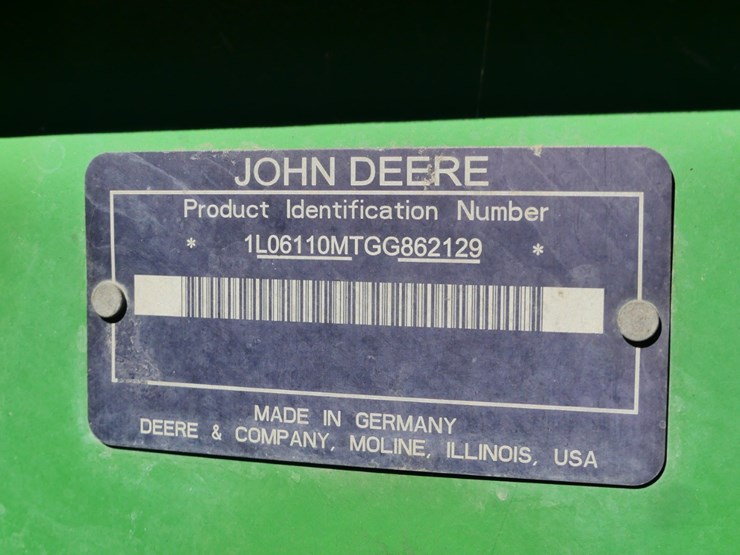 JOHN DEERE
Product Identification Number
* 1L06110MTGG862129 *
MADE IN GERMANY
DEERE & COMPANY, MOLINE, ILLINOIS, USA